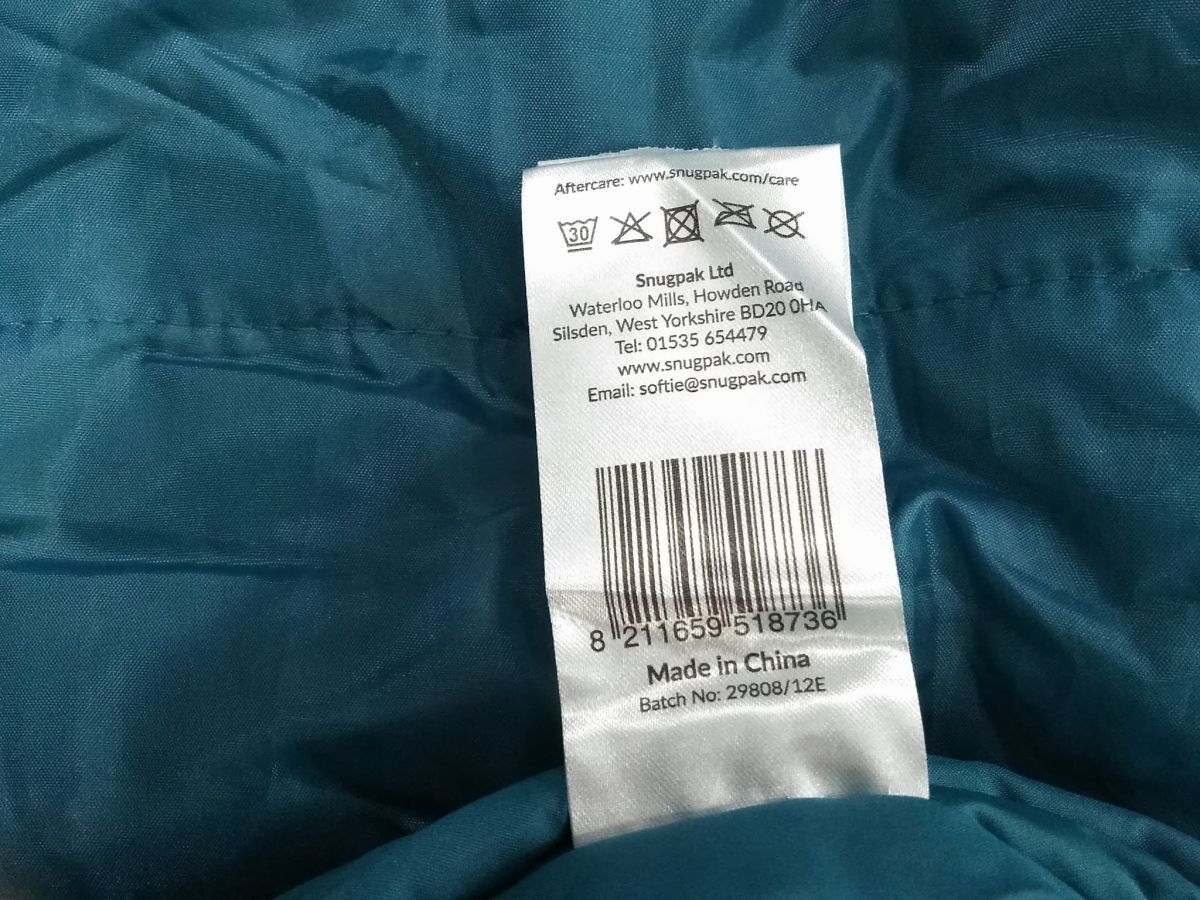 Aftercare: www.snugpak.com/care
30
Snugpak Ltd
Waterloo Mills, Howden Road
Silsden, West Yorkshire BD20 0HA
Tel: 01535 654479
www.snugpak.com
Email: softie@snugpak.com
8 211659 518736
Made in China
Batch No: 29808/12E